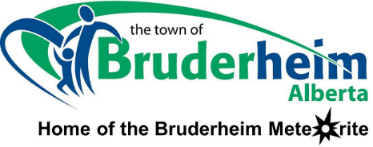 the town of
Bruderheim
Alberta
Home of the Bruderheim Meteorite